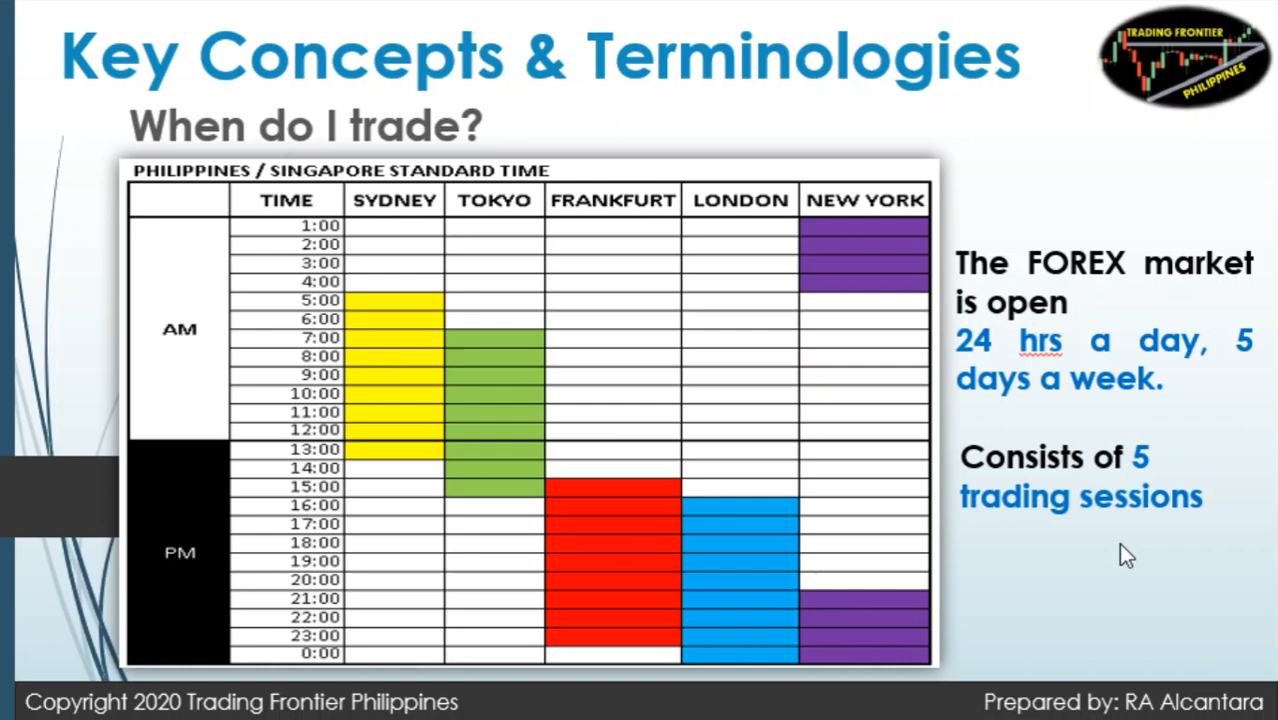 Key Concepts & Terminologies
TRADING FRONTIER
PHILIPPINES
When do I trade?
PHILIPPINES / SINGAPORE STANDARD TIME
TIME SYDNEY TOKYO FRANKFURT LONDON NEW YORK
AM
1:00
2:00
3:00
4:00
5:00
6:00
7:00
8:00
9:00
10:00
11:00
12:00
PM
13:00
14:00
15:00
16:00
17:00
18:00
19:00
20:00
21:00
22:00
23:00
0:00
The FOREX market
is open
24 hrs a day, 5
days a week.
Consists of 5
trading sessions
Copyright 2020 Trading Frontier Philippines
Prepared by: RA Alcantara